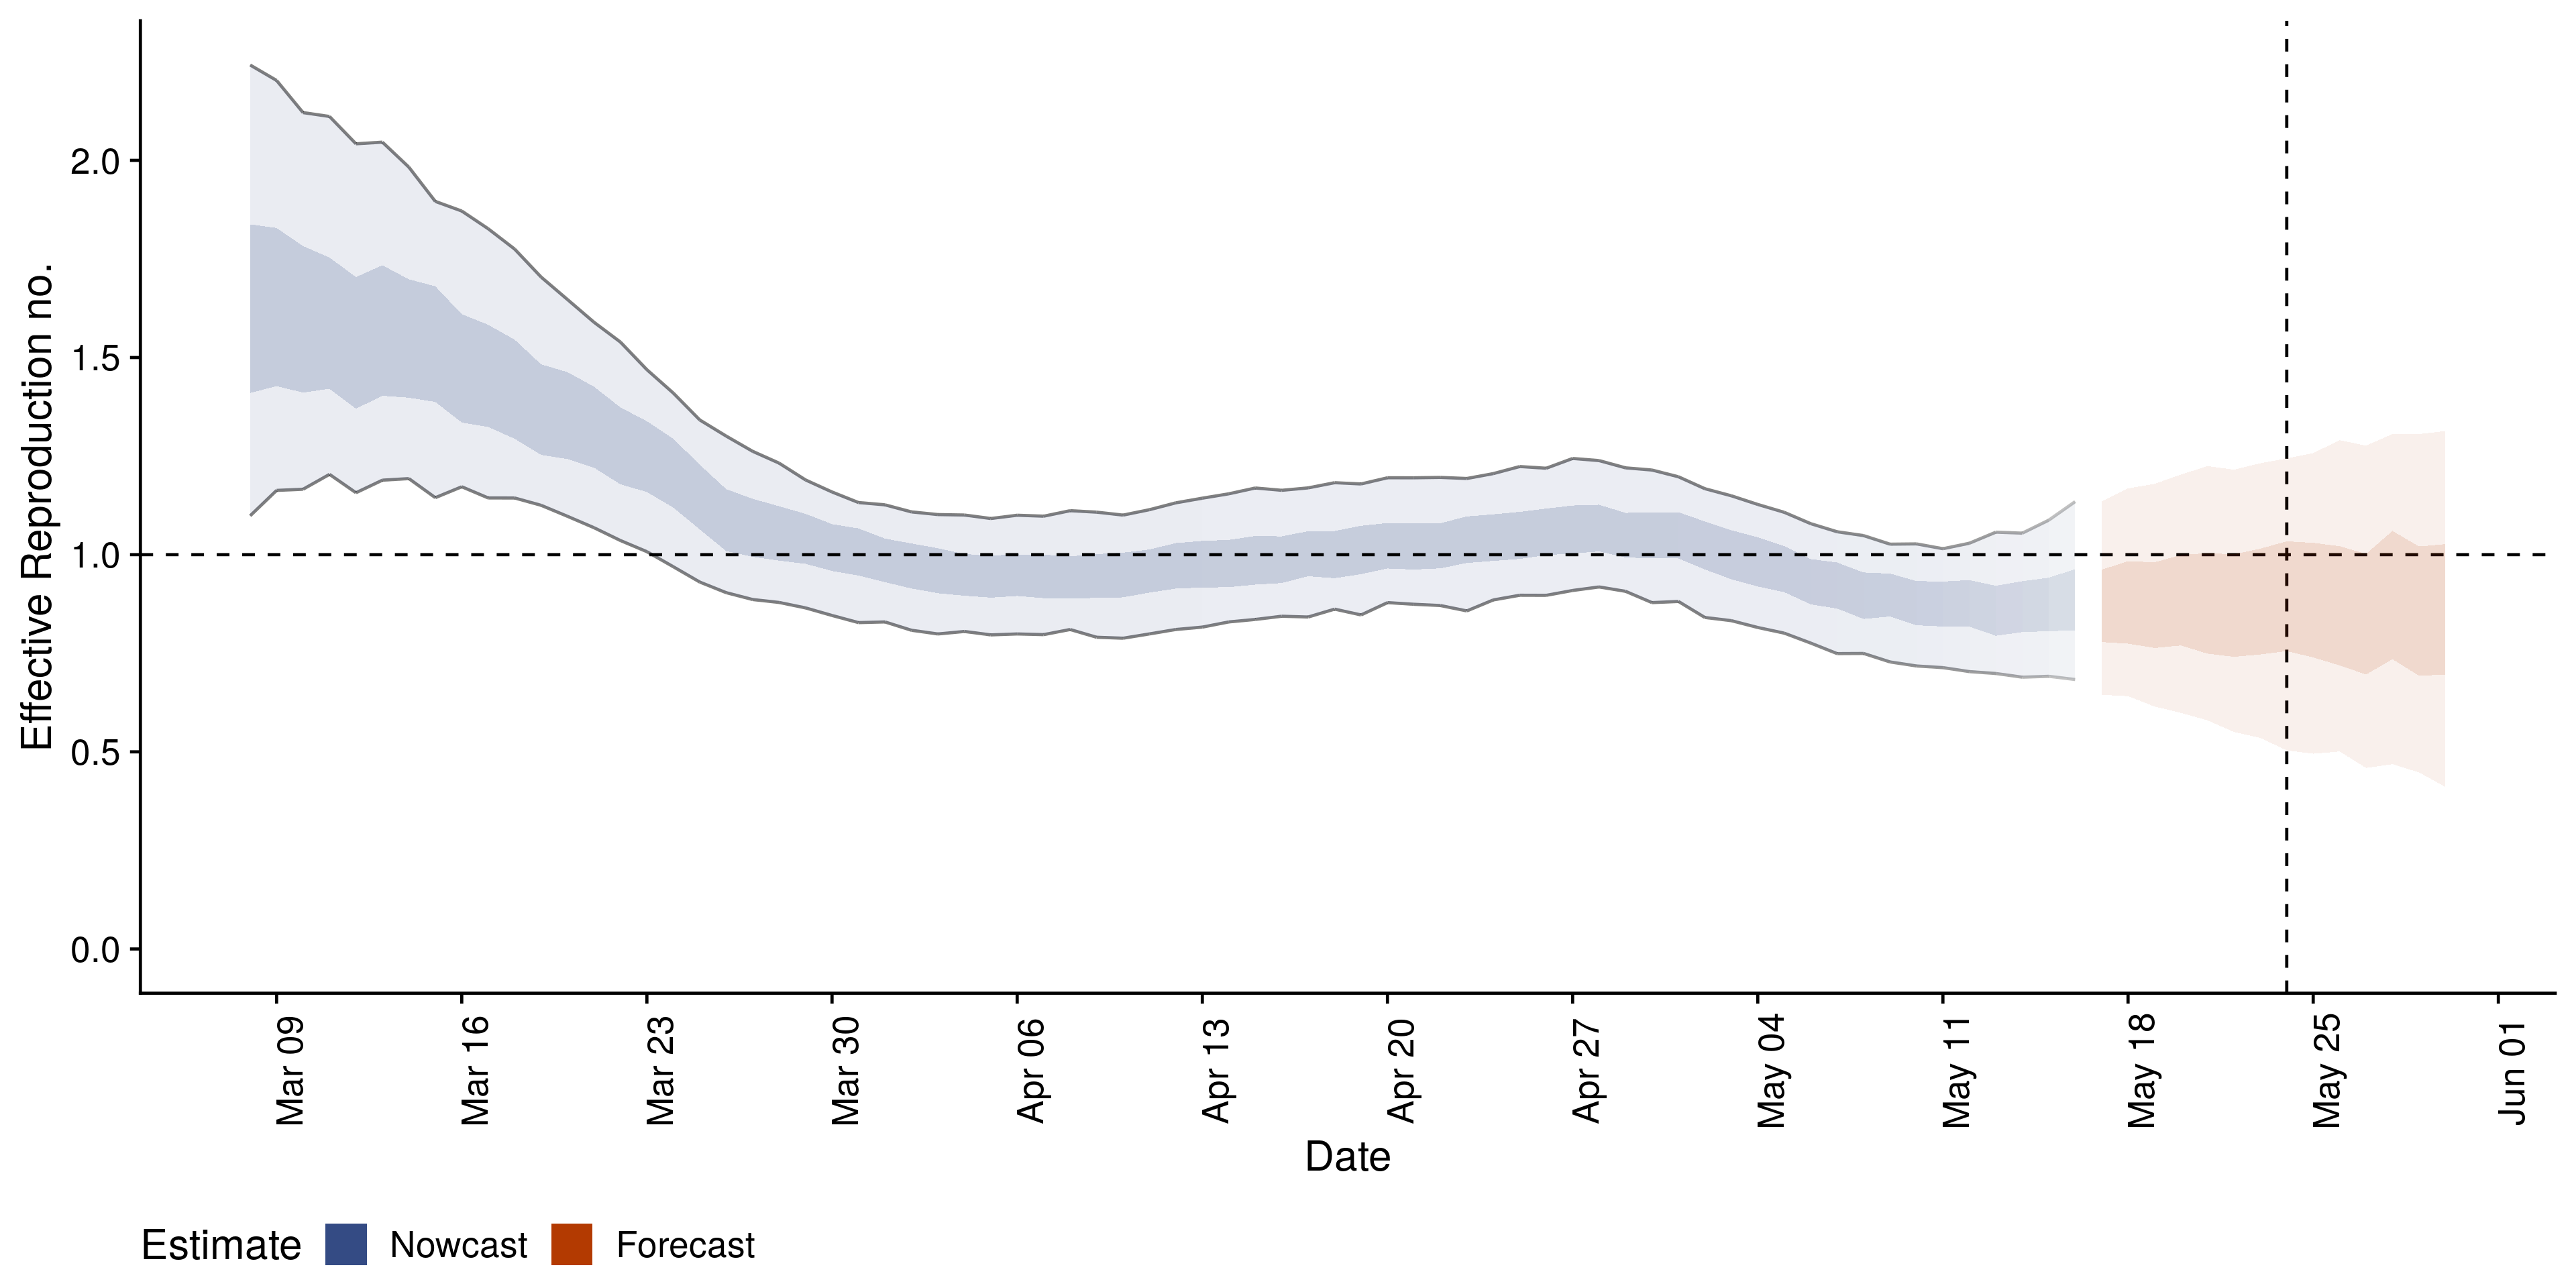 Effective Reproduction no.
2.0
1.5
1.0
0.5
0.0
Mar 09
Mar 16
Mar 23
Mar 30
Apr 06
Apr 13
Apr 20
Apr 27
May 04
May 11
May 18
May 25
Jun 01
Date
Estimate Nowcast Forecast